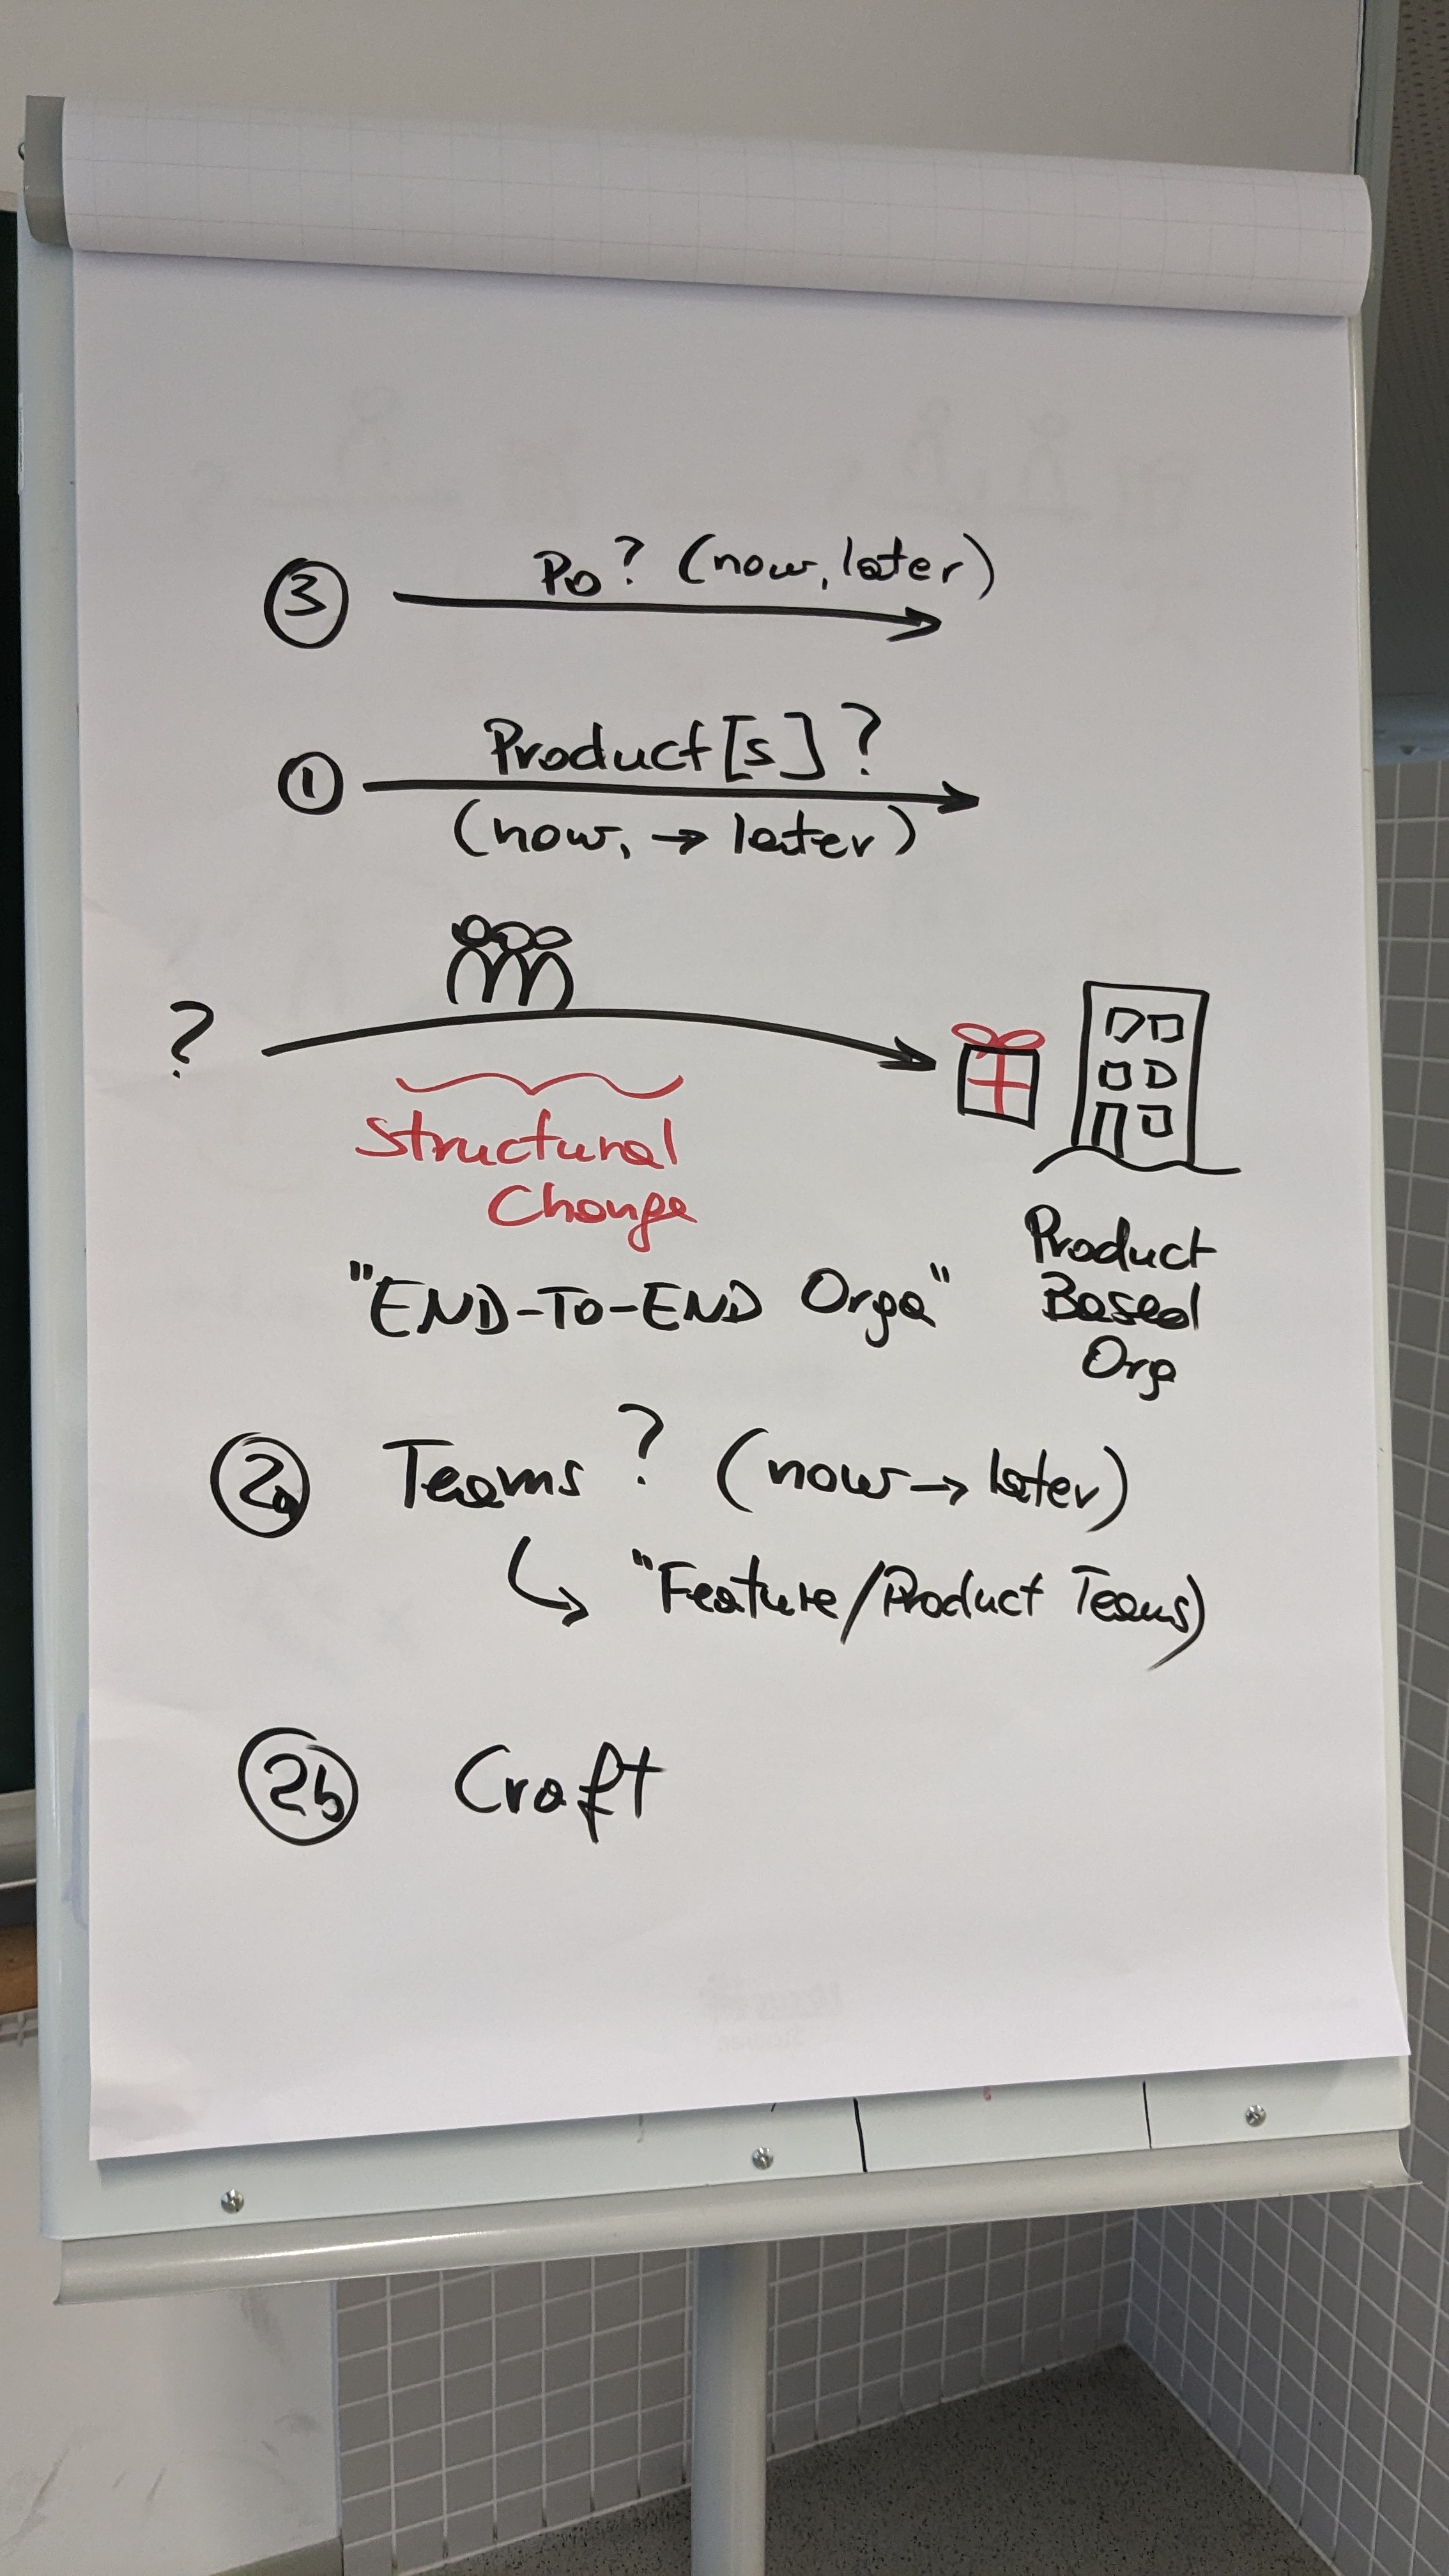 3 Po? (now, later)
1 Product[s]?
(now, → later)
?
Structural
Change
"END-TO-END Orga"
Product
Based
Org
2a Teams? (now → later)
"Feature/Product Teams)
2b Craft